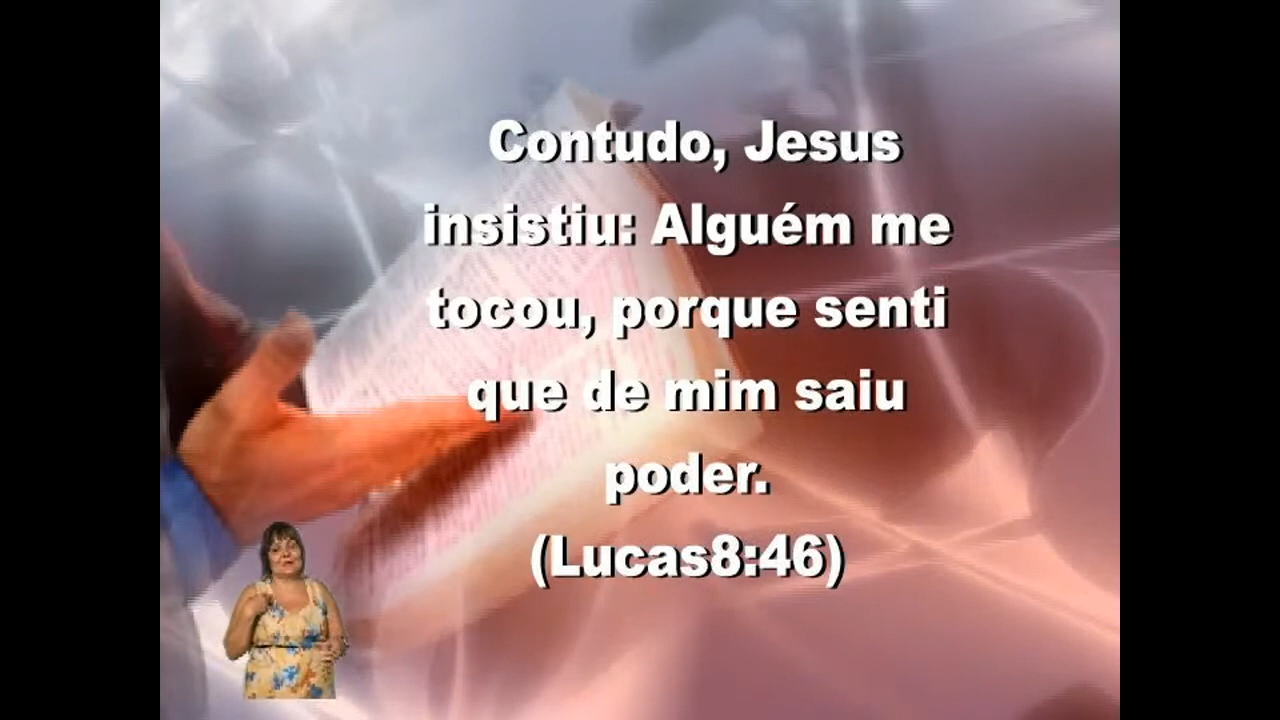 Contudo, Jesus
insistiu: Alguém me
tocou, porque senti
que de mim saiu
poder.
(Lucas8:46)